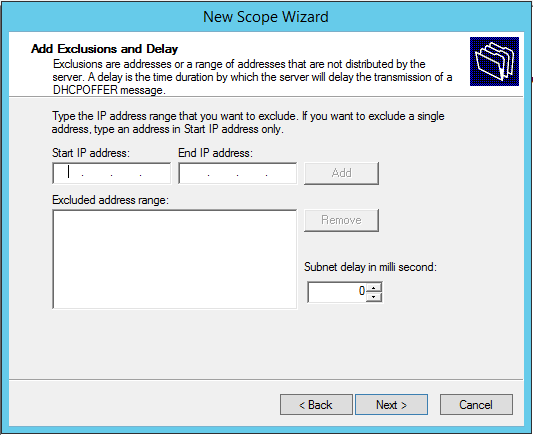 New Scope Wizard
Add Exclusions and Delay
Exclusions are addresses or a range of addresses that are not distributed by the
server. A delay is the time duration by which the server will delay the transmission of a
DHCPOFFER message.
Type the IP address range that you want to exclude. If you want to exclude a single
address, type an address in Start IP address only.
Start IP address: End IP address:
. . . . . . Add
Excluded address range:
Remove
Subnet delay in milli second:
0
< Back Next > Cancel